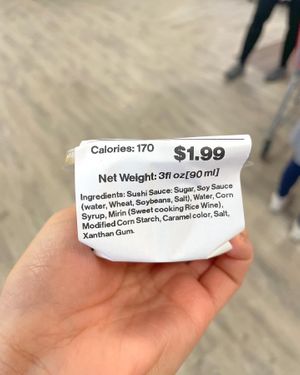 Calories: 170
$1.99
Net Weight: 3fl oz[90 ml]
Ingredients: Sushi Sauce: Sugar, Soy Sauce
(water, Wheat, Soybeans, Salt), Water, Corn
Syrup, Mirin (Sweet cooking Rice Wine),
Modified Corn Starch, Caramel color, Salt,
Xanthan Gum.